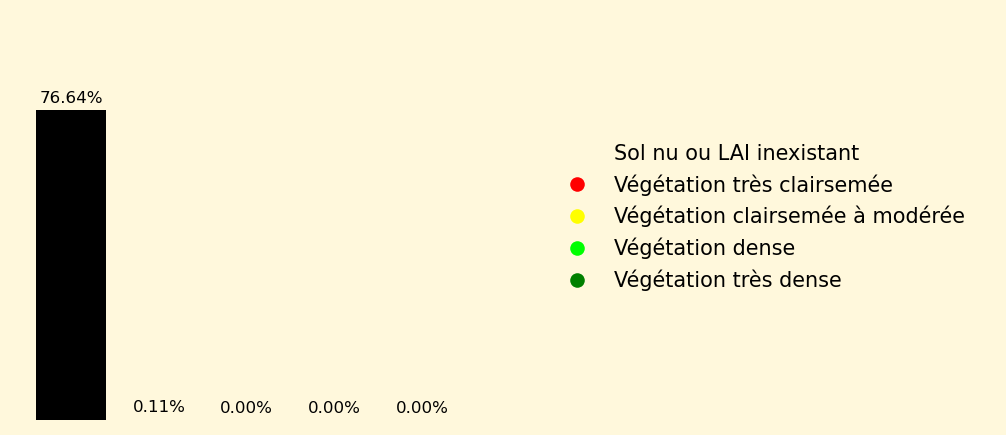 76.64%
Sol nu ou LAI inexistant
Végétation très clairsemée
Végétation clairsemée à modérée
Végétation dense
Végétation très dense
0.11%
0.00%
0.00%
0.00%